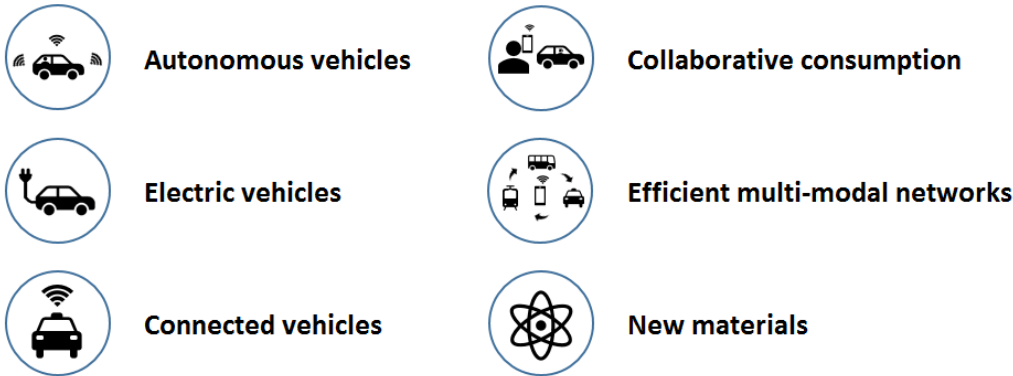 Autonomous vehicles
Collaborative consumption
Electric vehicles
Efficient multi-modal networks
Connected vehicles
New materials